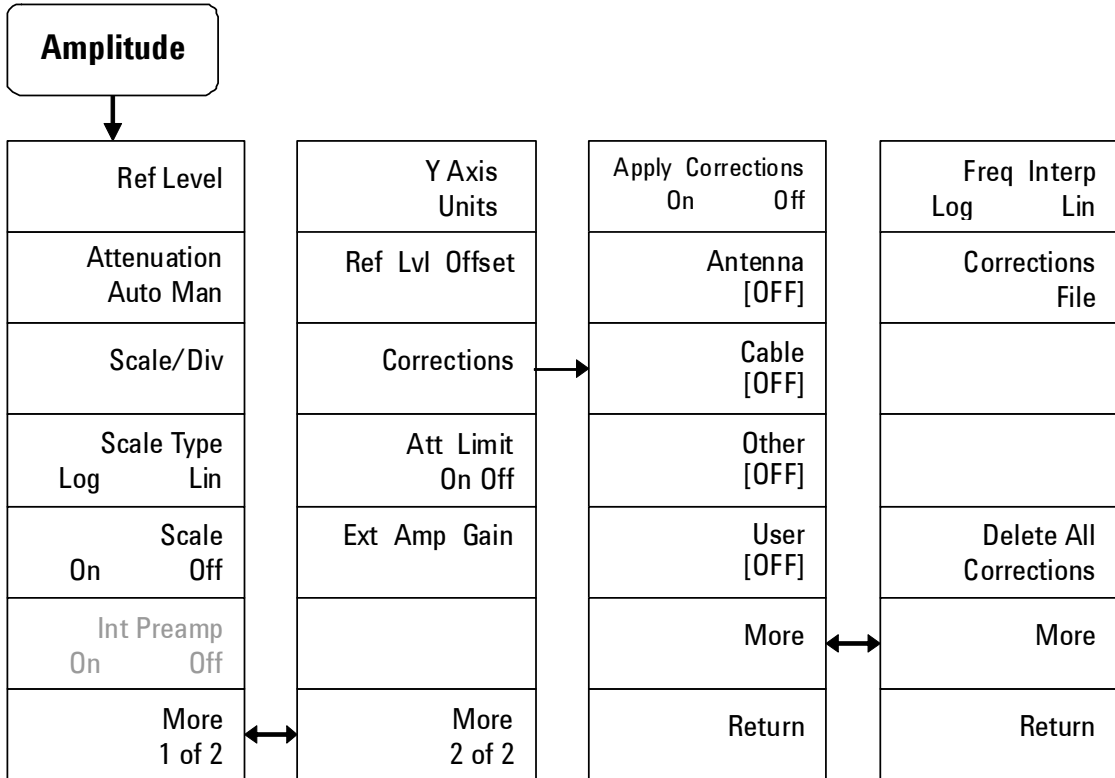 Amplitude
Ref Level
Attenuation
Auto Man
Scale/Div
Scale Type
Log Lin
Scale
On Off
Int Preamp
On Off
More
1 of 2
Y Axis
Units
Ref Lvl Offset
Corrections
Att Limit
On Off
Ext Amp Gain
More
2 of 2
Apply Corrections
On Off
Antenna
[OFF]
Cable
[OFF]
Other
[OFF]
User
[OFF]
More
Return
Freq Interp
Log Lin
Corrections
File
Delete All
Corrections
More
Return